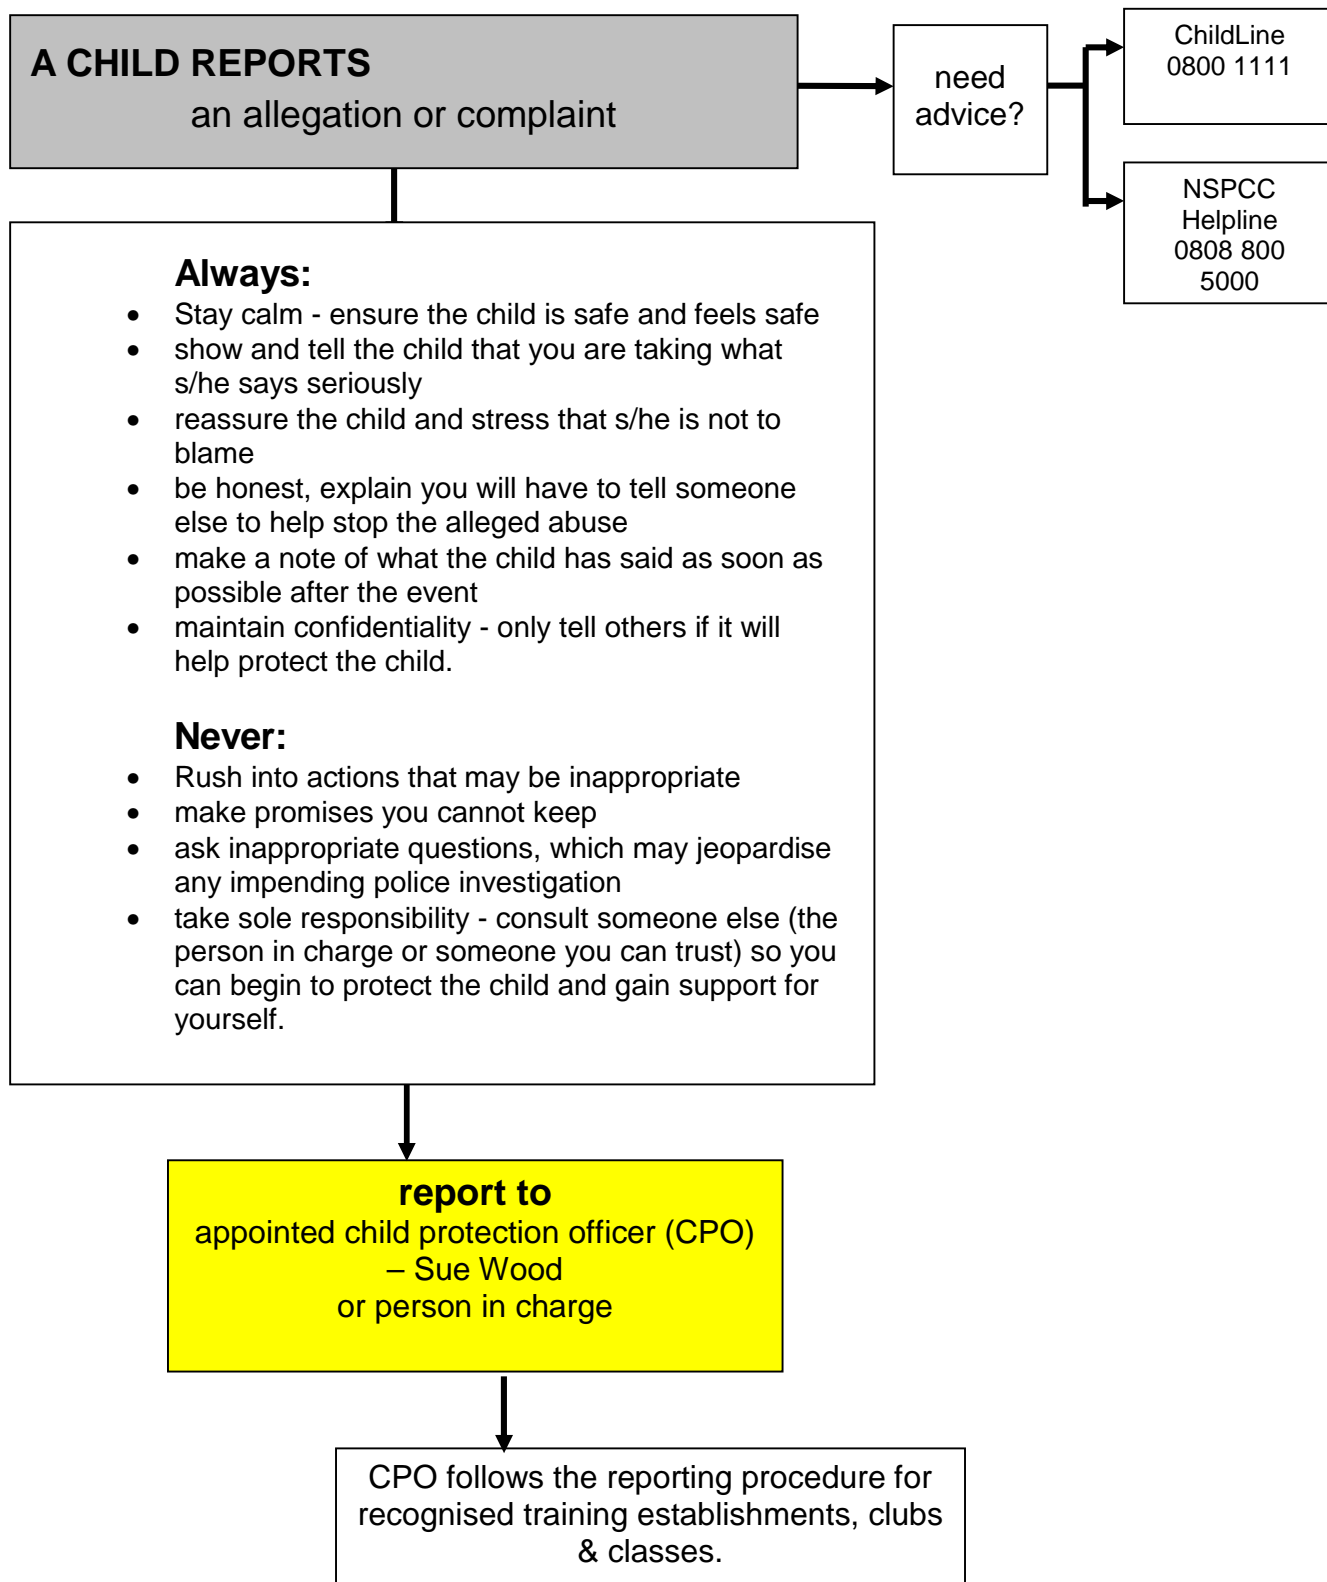 A CHILD REPORTS
an allegation or complaint
need
advice?
ChildLine
0800 1111
NSPCC
Helpline
0808 800
5000
Always:
• Stay calm - ensure the child is safe and feels safe
• show and tell the child that you are taking what
s/he says seriously
• reassure the child and stress that s/he is not to
blame
• be honest, explain you will have to tell someone
else to help stop the alleged abuse
• make a note of what the child has said as soon as
possible after the event
• maintain confidentiality - only tell others if it will
help protect the child.
Never:
• Rush into actions that may be inappropriate
• make promises you cannot keep
• ask inappropriate questions, which may jeopardise
any impending police investigation
• take sole responsibility - consult someone else (the
person in charge or someone you can trust) so you
can begin to protect the child and gain support for
yourself.
report to
appointed child protection officer (CPO)
– Sue Wood
or person in charge
CPO follows the reporting procedure for
recognised training establishments, clubs
& classes.